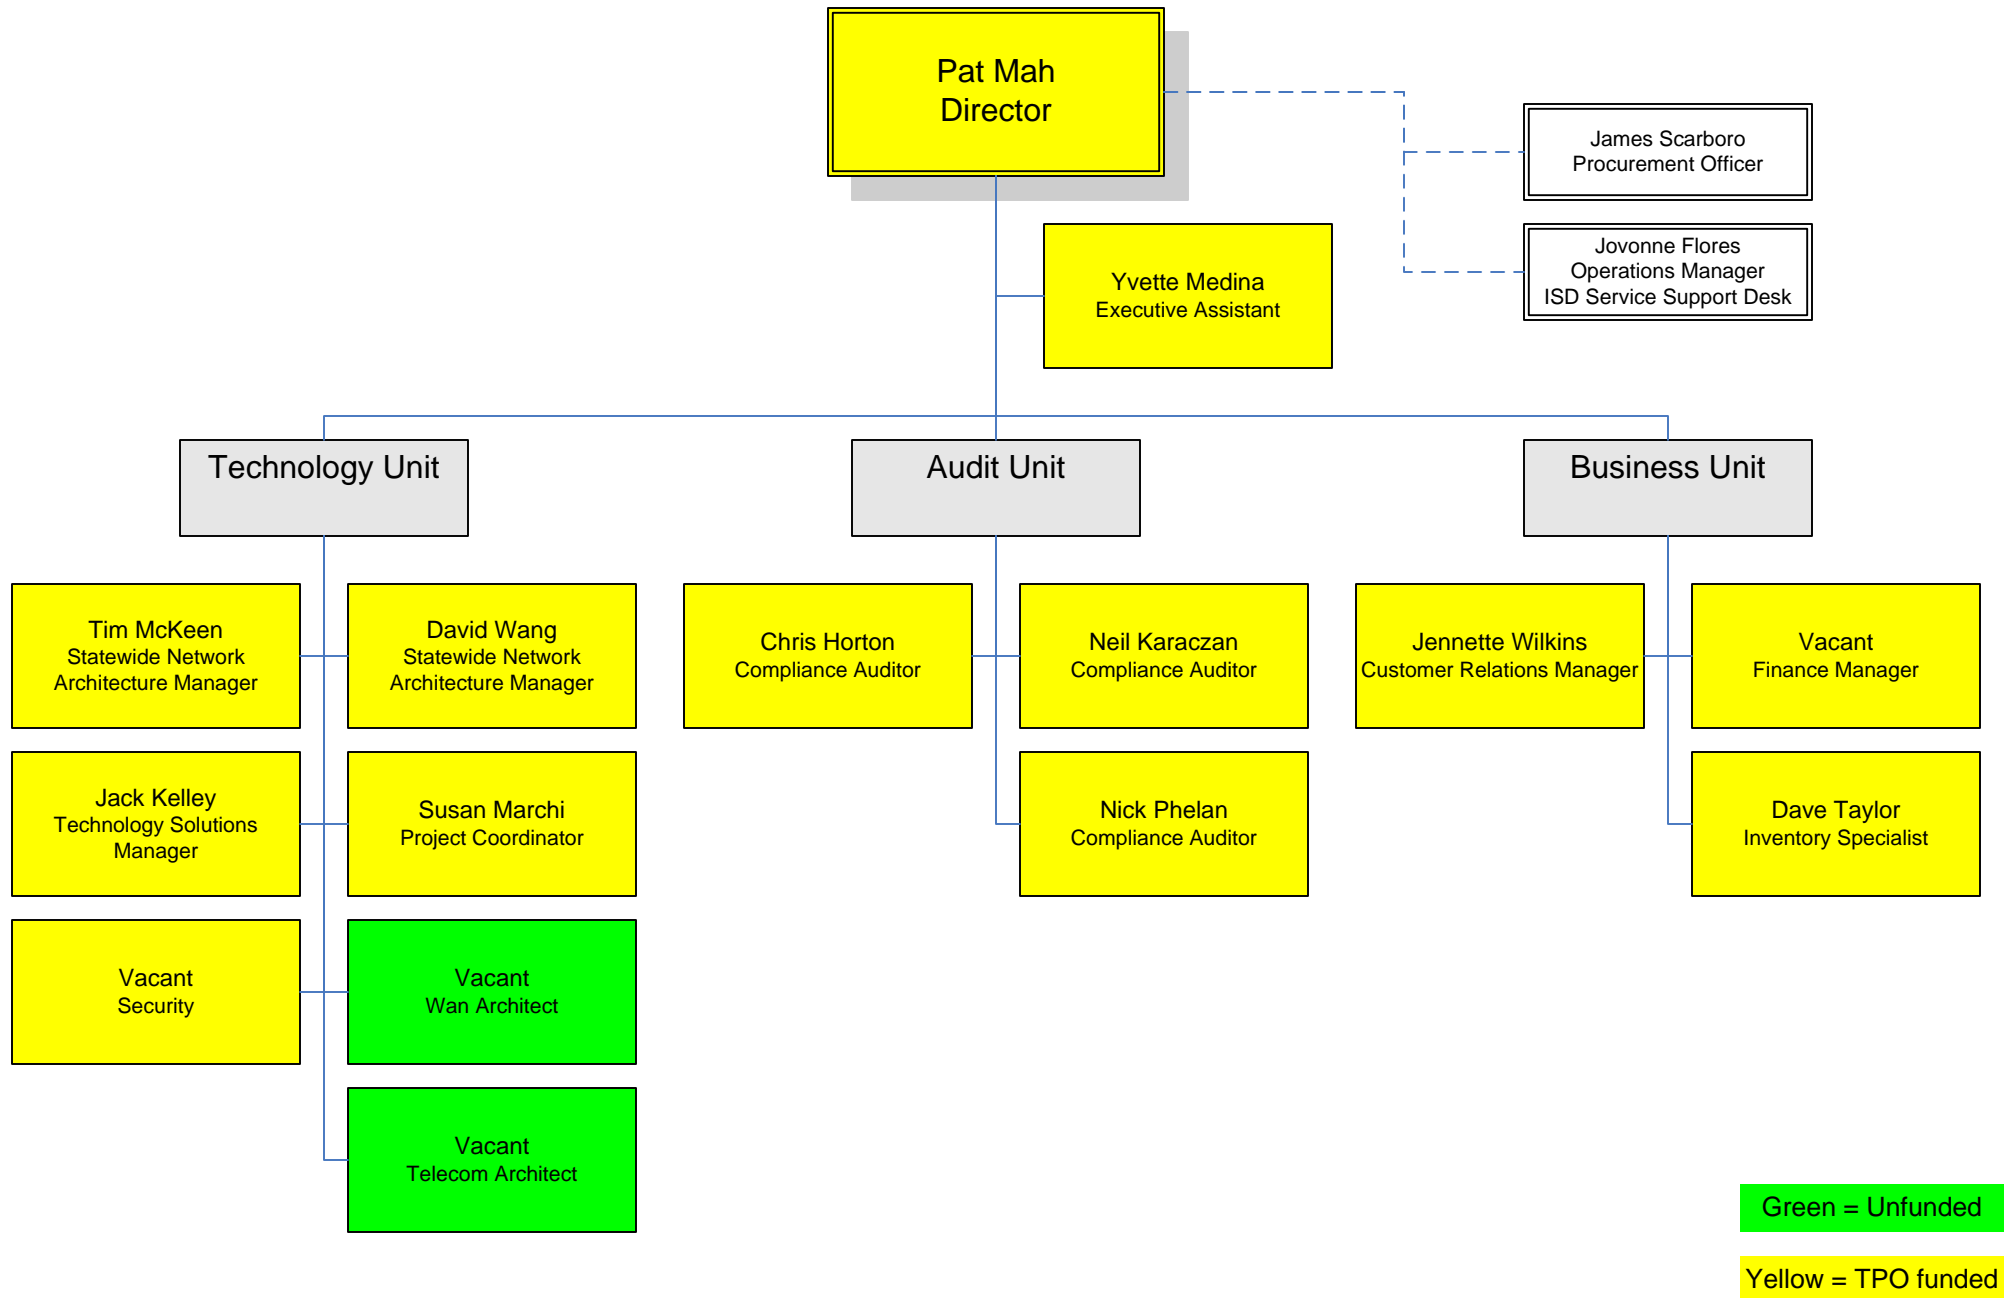 Pat Mah
Director
James Scarboro
Procurement Officer
Jovonne Flores
Operations Manager
ISD Service Support Desk
Yvette Medina
Executive Assistant
Technology Unit
Audit Unit
Business Unit
Tim McKeen
Statewide Network
Architecture Manager
David Wang
Statewide Network
Architecture Manager
Chris Horton
Compliance Auditor
Neil Karaczan
Compliance Auditor
Jennette Wilkins
Customer Relations Manager
Vacant
Finance Manager
Jack Kelley
Technology Solutions
Manager
Susan Marchi
Project Coordinator
Nick Phelan
Compliance Auditor
Dave Taylor
Inventory Specialist
Vacant
Security
Vacant
Wan Architect
Vacant
Telecom Architect
Green = Unfunded
Yellow = TPO funded